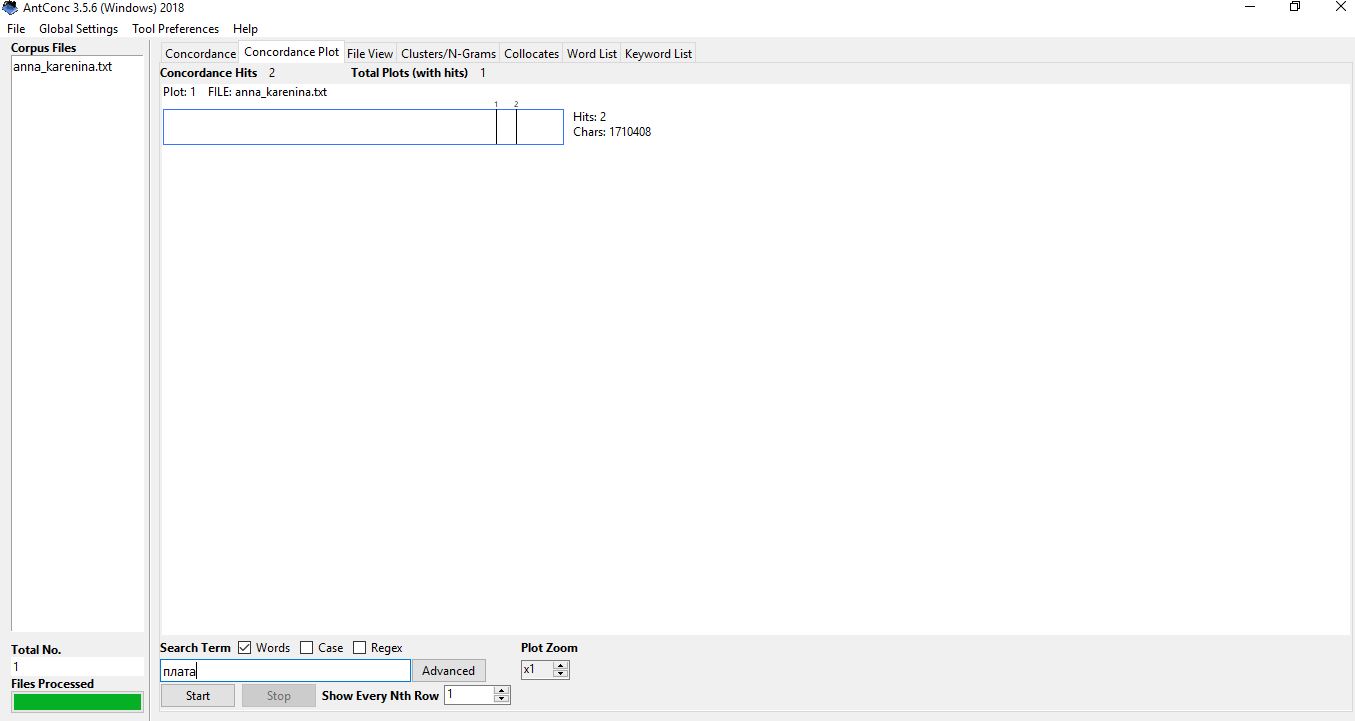 AntConc 3.5.6 (Windows) 2018
File Global Settings Tool Preferences Help
Corpus Files
anna_karenina.txt
Concordance Concordance Plot File View Clusters/N-Grams Collocates Word List Keyword List
Concordance Hits 2 Total Plots (with hits) 1
Plot: 1 FILE: anna_karenina.txt
1 2
Hits: 2
Chars: 1710408
Total No.
1
Files Processed
Search Term Words Case Regex Plot Zoom
плата Advanced x1
Start Stop Show Every Nth Row 1